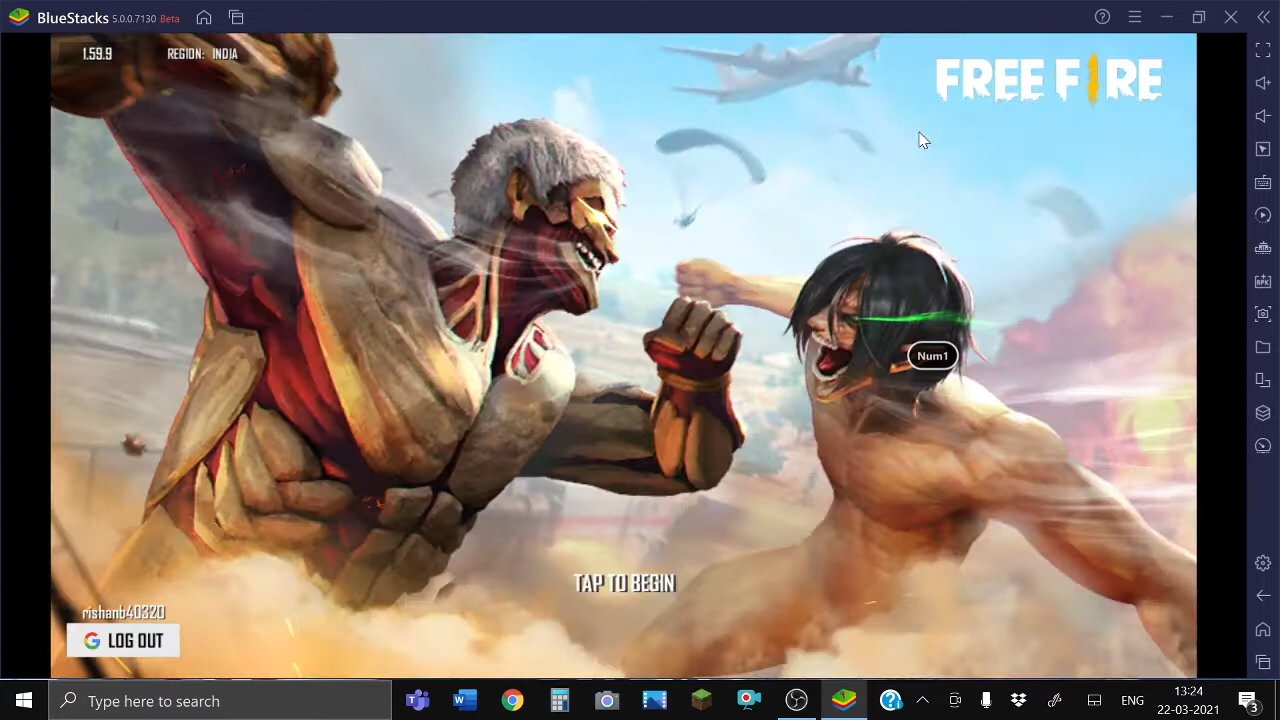 BlueStacks 5.0.0.7130 Beta
1.59.9 REGION: INDIA
FREE FIRE
Num1
TAP TO BEGIN
rishanb40320
LOG OUT
Type here to search
ENG
13:24
22-03-2021
3